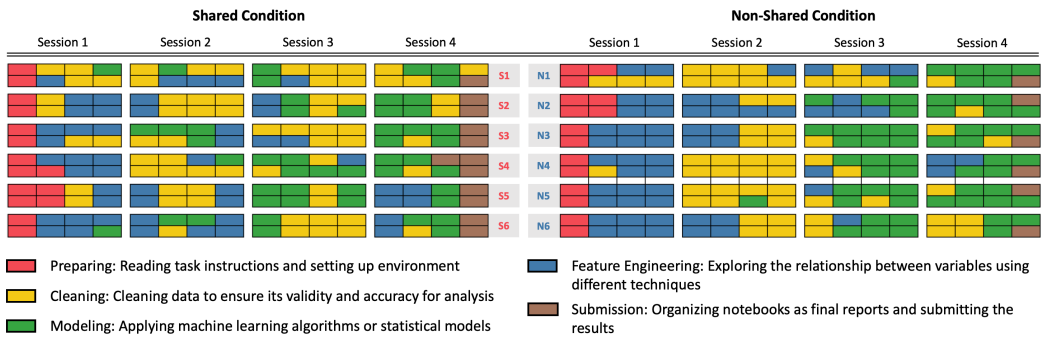 Shared Condition
Non-Shared Condition
Session 1
Session 2
Session 3
Session 4
Session 1
Session 2
Session 3
Session 4
S1
N1
S2
N2
S3
N3
S4
N4
S5
N5
S6
N6
Preparing: Reading task instructions and setting up environment
Cleaning: Cleaning data to ensure its validity and accuracy for analysis
Modeling: Applying machine learning algorithms or statistical models
Feature Engineering: Exploring the relationship between variables using
different techniques
Submission: Organizing notebooks as final reports and submitting the
results